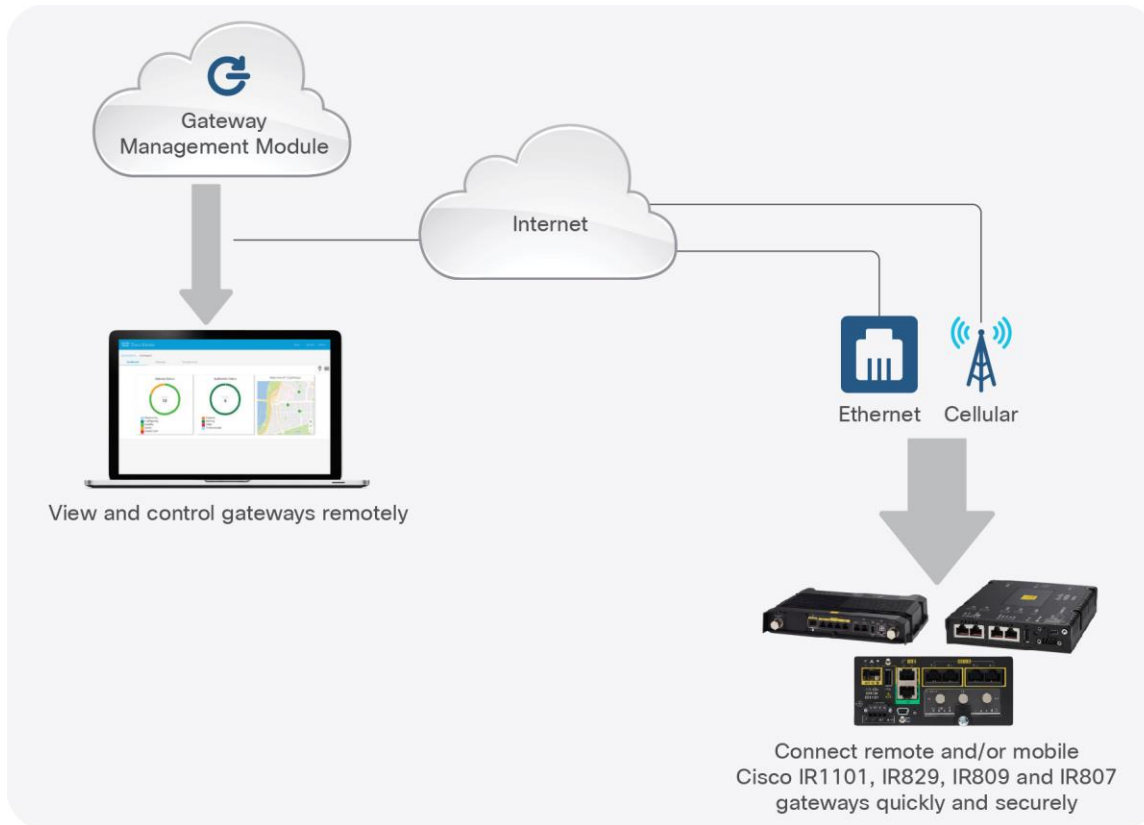 Gateway
Management Module
Internet
Ethernet
Cellular
View and control gateways remotely
Connect remote and/or mobile
Cisco IR1101, IR829, IR809 and IR807
gateways quickly and securely